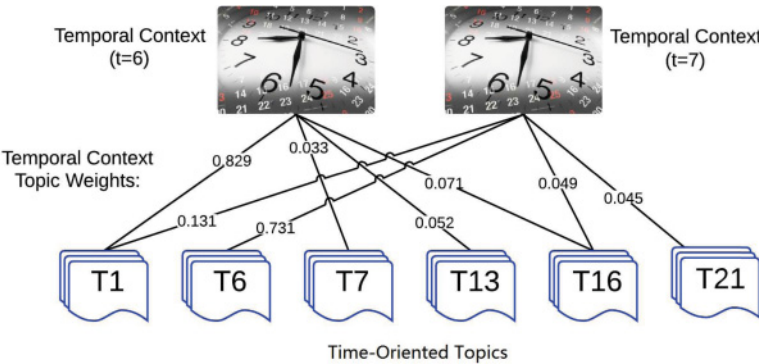 Temporal Context
(t=6)
Temporal Context
(t=7)
Temporal Context
Topic Weights:
0.829
0.033
0.071
0.049
0.045
0.131
0.731
0.052
T1
T6
T7
T13
T16
T21
Time-Oriented Topics